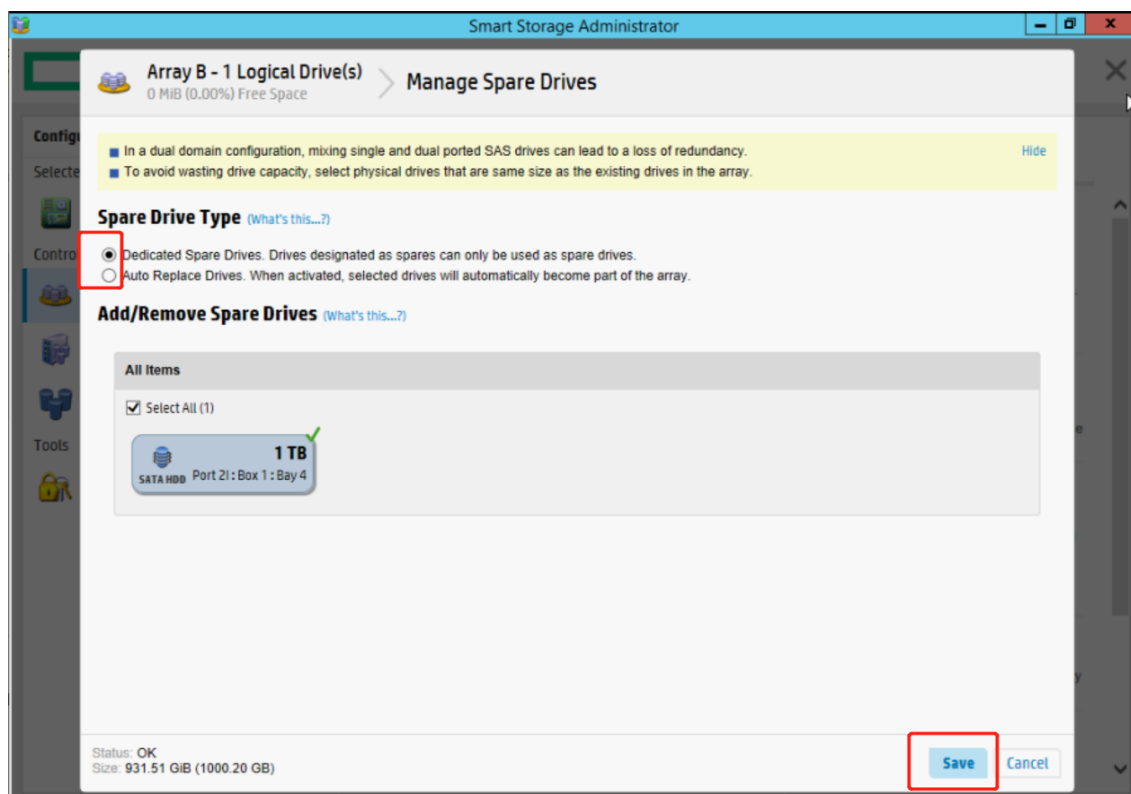 Smart Storage Administrator
Array B - 1 Logical Drive(s)
0 MiB (0.00%) Free Space
Manage Spare Drives
Configu
In a dual domain configuration, mixing single and dual ported SAS drives can lead to a loss of redundancy.
Hide
To avoid wasting drive capacity, select physical drives that are same size as the existing drives in the array.
Selecte
Spare Drive Type (What's this...?)
Contro
Dedicated Spare Drives. Drives designated as spares can only be used as spare drives.
Auto Replace Drives. When activated, selected drives will automatically become part of the array.
Add/Remove Spare Drives (What's this...?)
All Items
Select All (1)
Tools
1 TB
SATA HDD Port 2I : Box 1 : Bay 4
e
y
Status: OK
Size: 931.51 GiB (1000.20 GB)
Save
Cancel